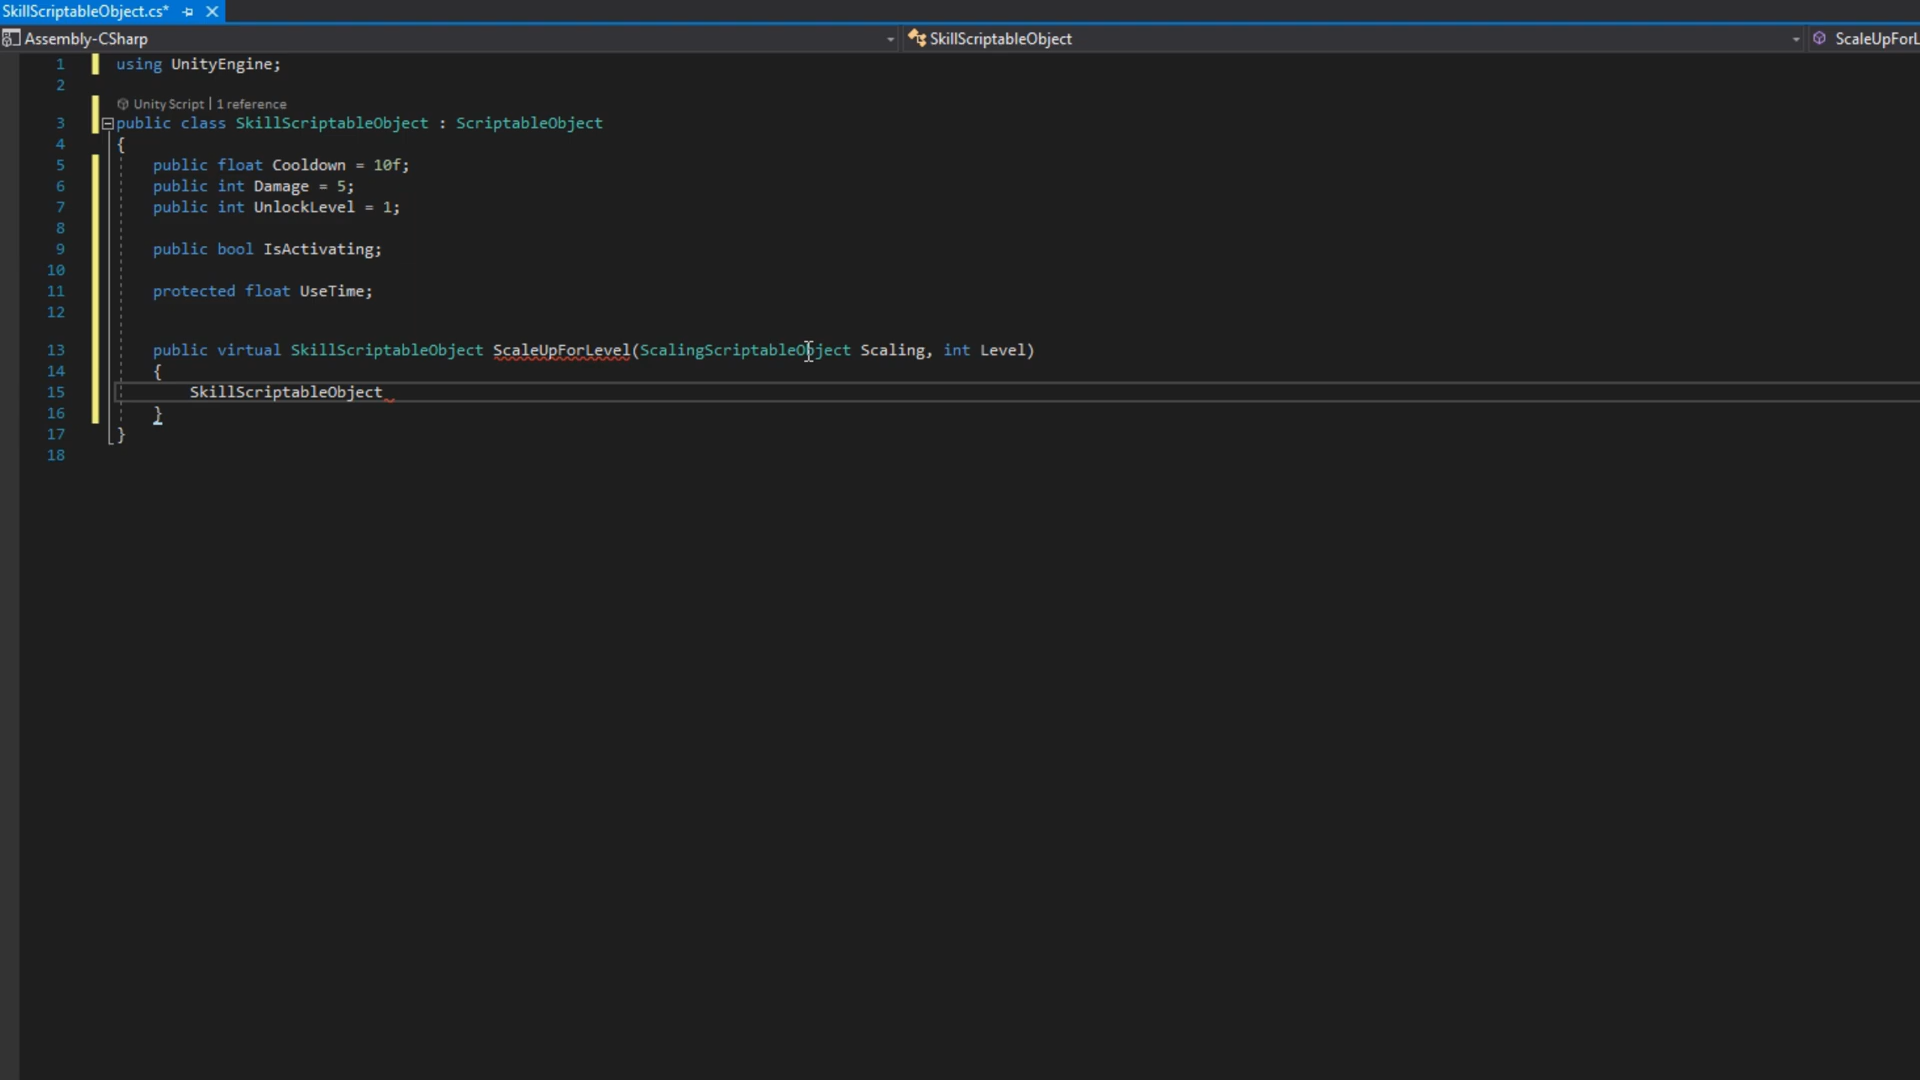 SkillScriptableObject.cs*
Assembly-CSharp SkillScriptableObject ScaleUpForL
1 using UnityEngine;
2
Unity Script | 1 reference
3 public class SkillScriptableObject : ScriptableObject
4 {
5 public float Cooldown = 10f;
6 public int Damage = 5;
7 public int UnlockLevel = 1;
8
9 public bool IsActivating;
10
11 protected float UseTime;
12
13 public virtual SkillScriptableObject ScaleUpForLevel(ScalingScriptableObject Scaling, int Level)
14 {
15 SkillScriptableObject
16 }
17 }
18